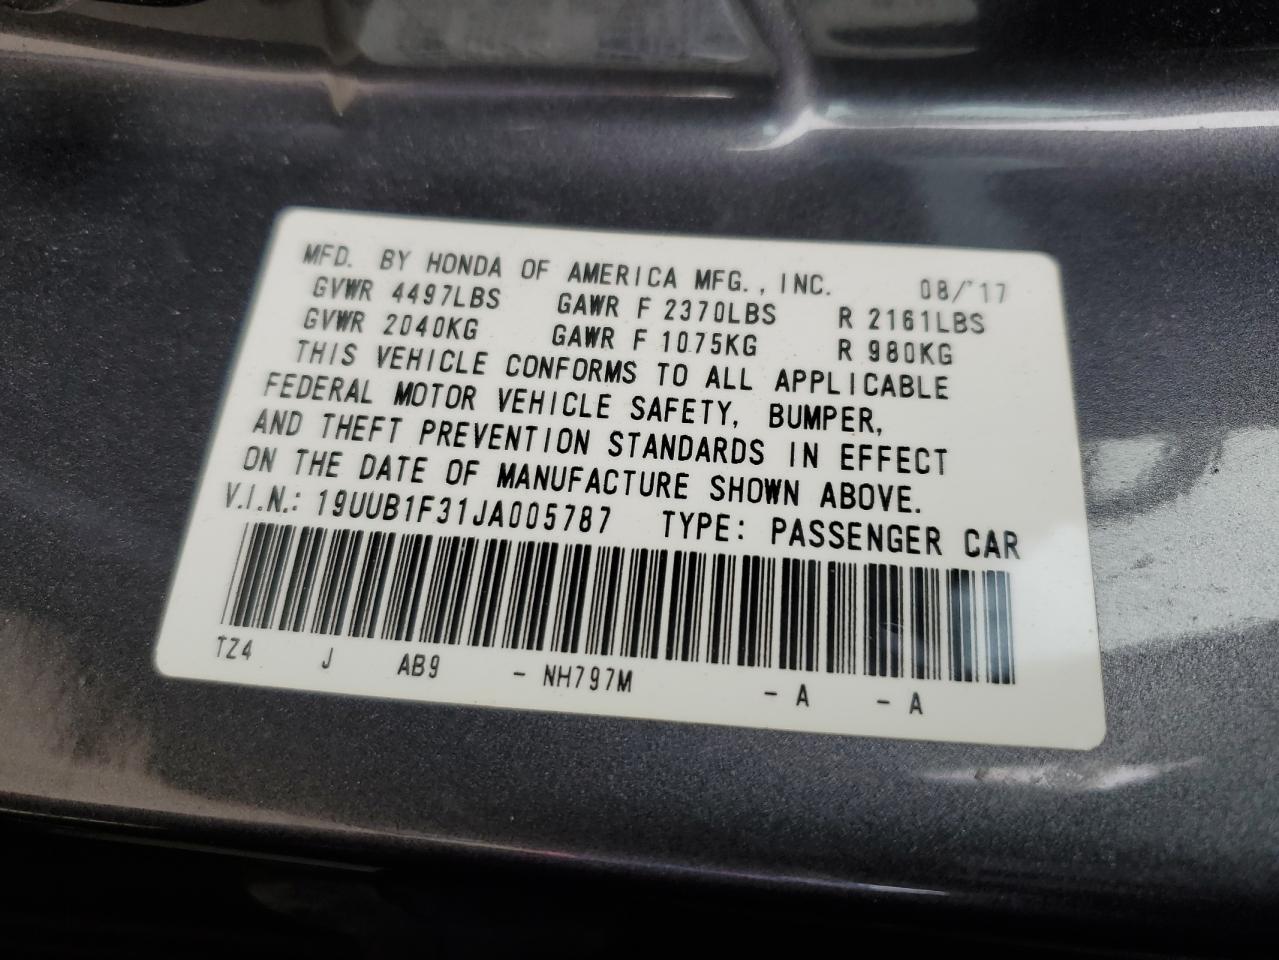 MFD. BY HONDA OF AMERICA MFG., INC. 08/'17
GVWR 4497LBS GAWR F 2370LBS R 2161LBS
GVWR 2040KG GAWR F 1075KG R 980KG
THIS VEHICLE CONFORMS TO ALL APPLICABLE
FEDERAL MOTOR VEHICLE SAFETY, BUMPER,
AND THEFT PREVENTION STANDARDS IN EFFECT
ON THE DATE OF MANUFACTURE SHOWN ABOVE.
V.I.N.: 19UUB1F31JA005787 TYPE: PASSENGER CAR
TZ4 J AB9 - NH797M - A - A